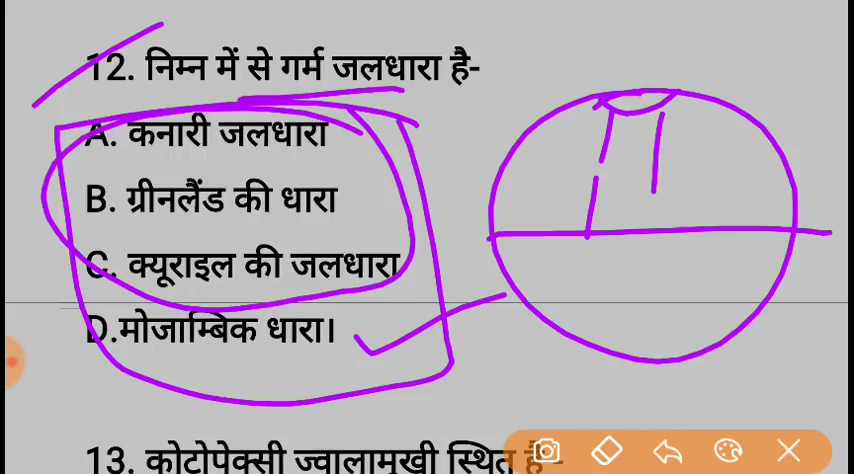 12. निम्न में से गर्म जलधारा है-
A. कनारी जलधारा
B. ग्रीनलैंड की धारा
C. क्यूराइल की जलधारा
D.मोजाम्बिक धारा।
13. कोटोपेक्सी ज्वालामुखी स्थित है -